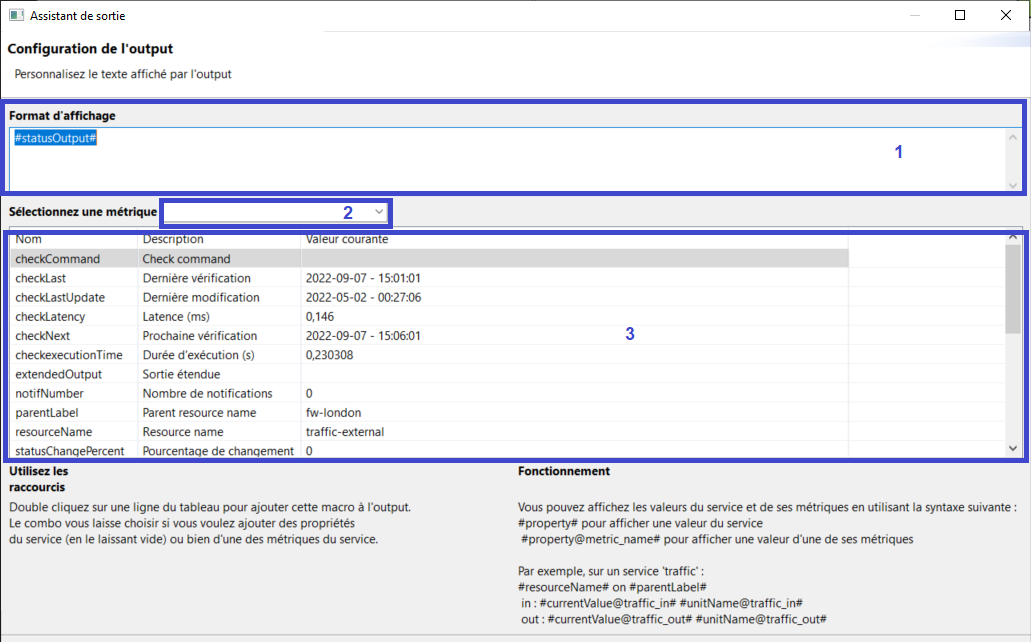 Assistant de sortie
Configuration de l'output
Personnalisez le texte affiché par l'output
Format d'affichage
#statusOutput#
1
Sélectionnez une métrique 2
Nom Description Valeur courante
checkCommand Check command
checkLast Dernière vérification 2022-09-07 - 15:01:01
checkLastUpdate Dernière modification 2022-05-02 - 00:27:06
checkLatency Latence (ms) 0,146
checkNext Prochaine vérification 2022-09-07 - 15:06:01
3
checkexecutionTime Durée d'exécution (s) 0,230308
extendedOutput Sortie étendue
notifNumber Nombre de notifications 0
parentLabel Parent resource name fw-london
resourceName Resource name traffic-external
statusChangePercent Pourcentage de changement 0
Utilisez les
raccourcis
Double cliquez sur une ligne du tableau pour ajouter cette macro à l'output.
Le combo vous laisse choisir si vous voulez ajouter des propriétés
du service (en le laissant vide) ou bien d'une des métriques du service.
Fonctionnement
Vous pouvez affichez les valeurs du service et de ses métriques en utilisant la syntaxe suivante :
#property# pour afficher une valeur du service
#property@metric_name# pour afficher une valeur d'une de ses métriques
Par exemple, sur un service 'traffic' :
#resourceName# on #parentLabel#
in : #currentValue@traffic_in# #unitName@traffic_in#
out : #currentValue@traffic_out# #unitName@traffic_out#